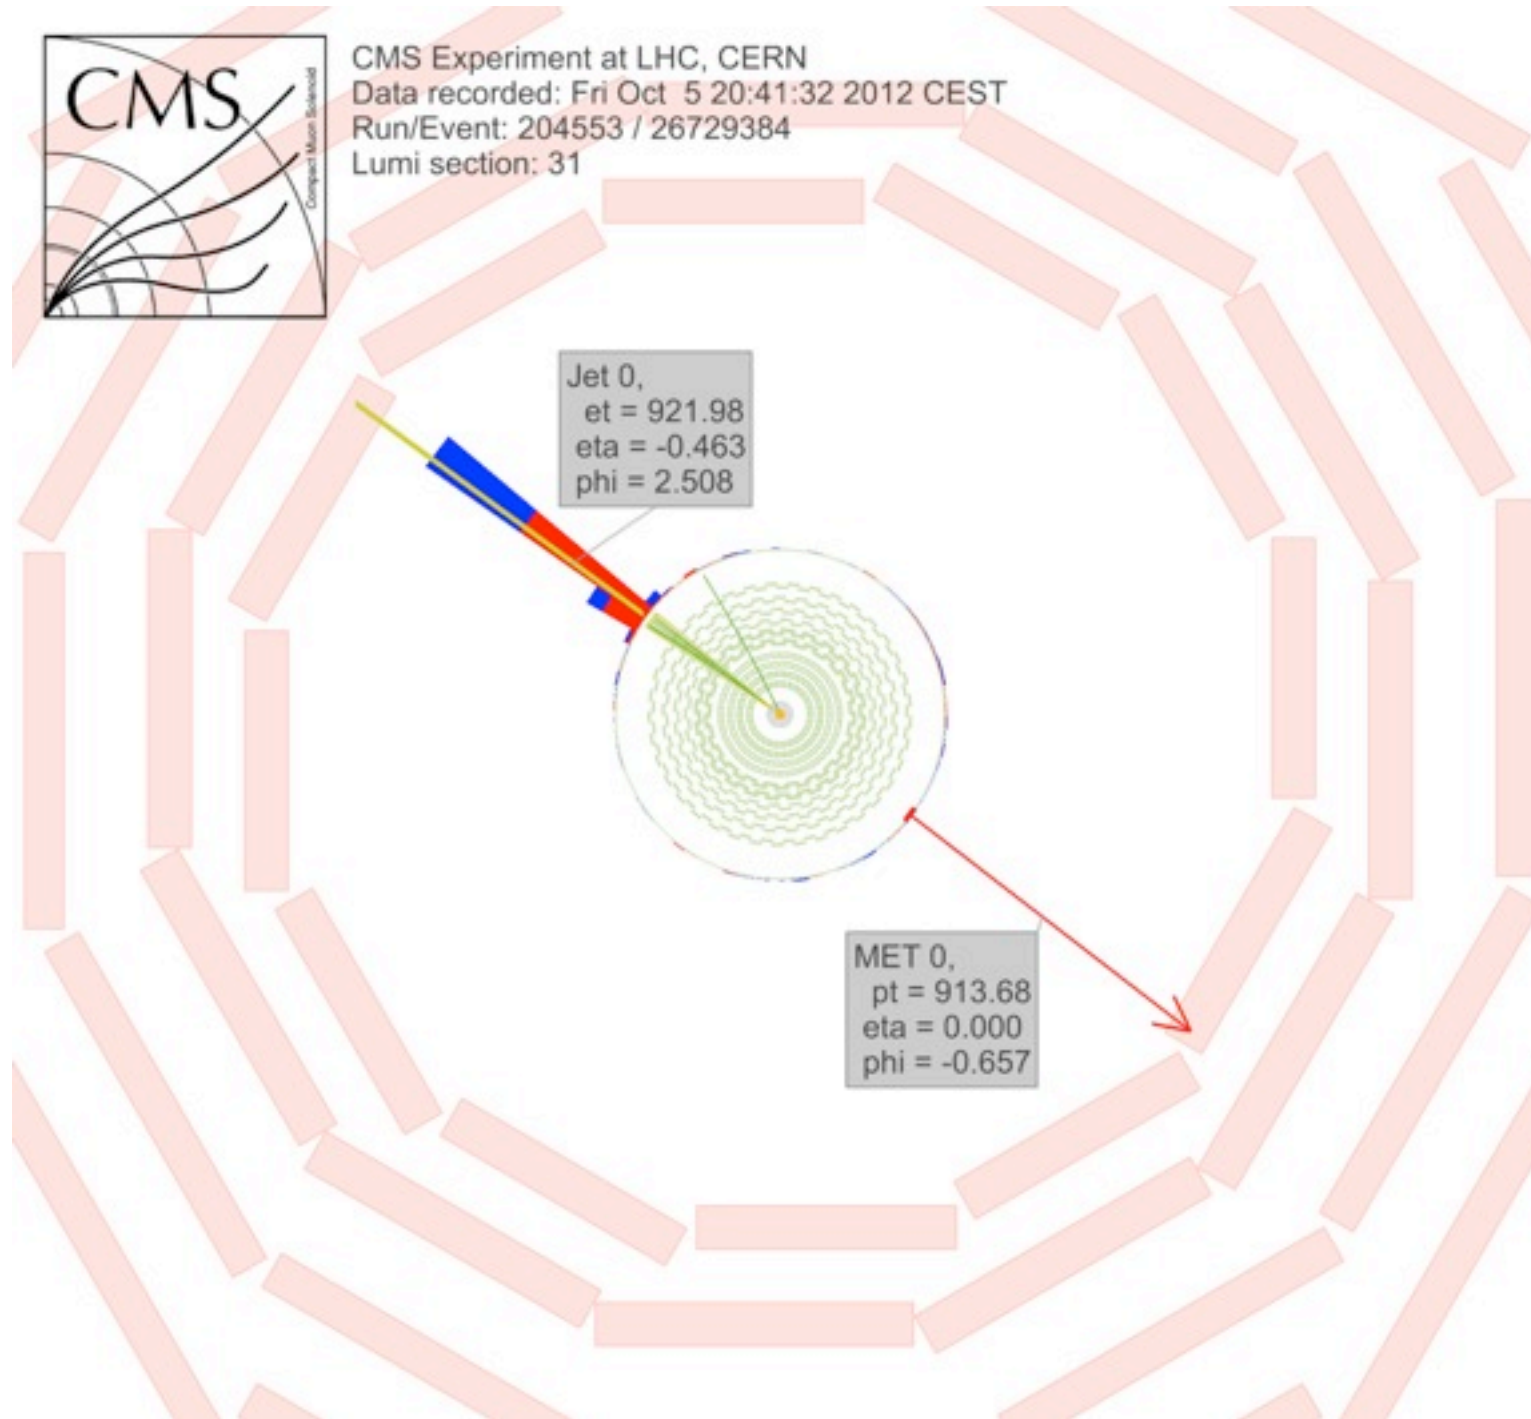 CMS
Compact Muon Solenoid
CMS Experiment at LHC, CERN
Data recorded: Fri Oct  5 20:41:32 2012 CEST
Run/Event: 204553 / 26729384
Lumi section: 31
Jet 0,
et = 921.98
eta = -0.463
phi = 2.508
MET 0,
pt = 913.68
eta = 0.000
phi = -0.657